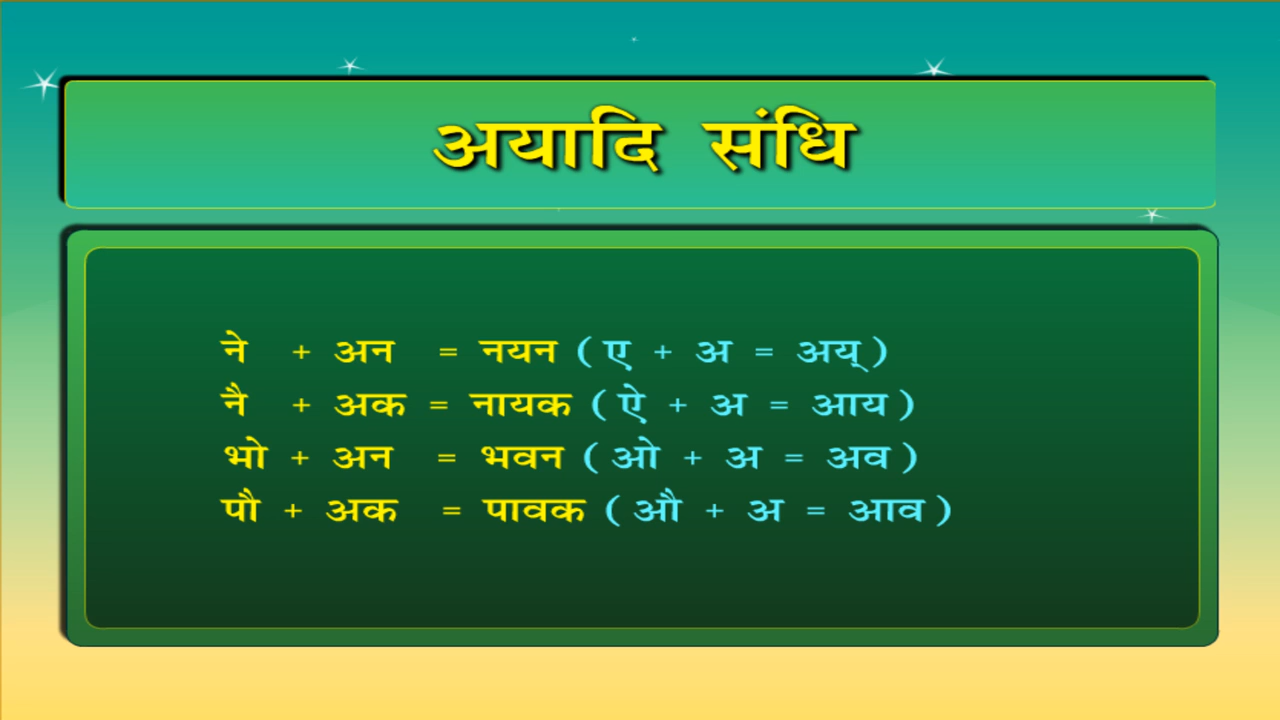 अयादि संधि
ने + अन = नयन ( ए + अ = अय् )
नै + अक = नायक ( ऐ + अ = आय )
भो + अन = भवन ( ओ + अ = अव )
पौ + अक = पावक ( औ + अ = आव )